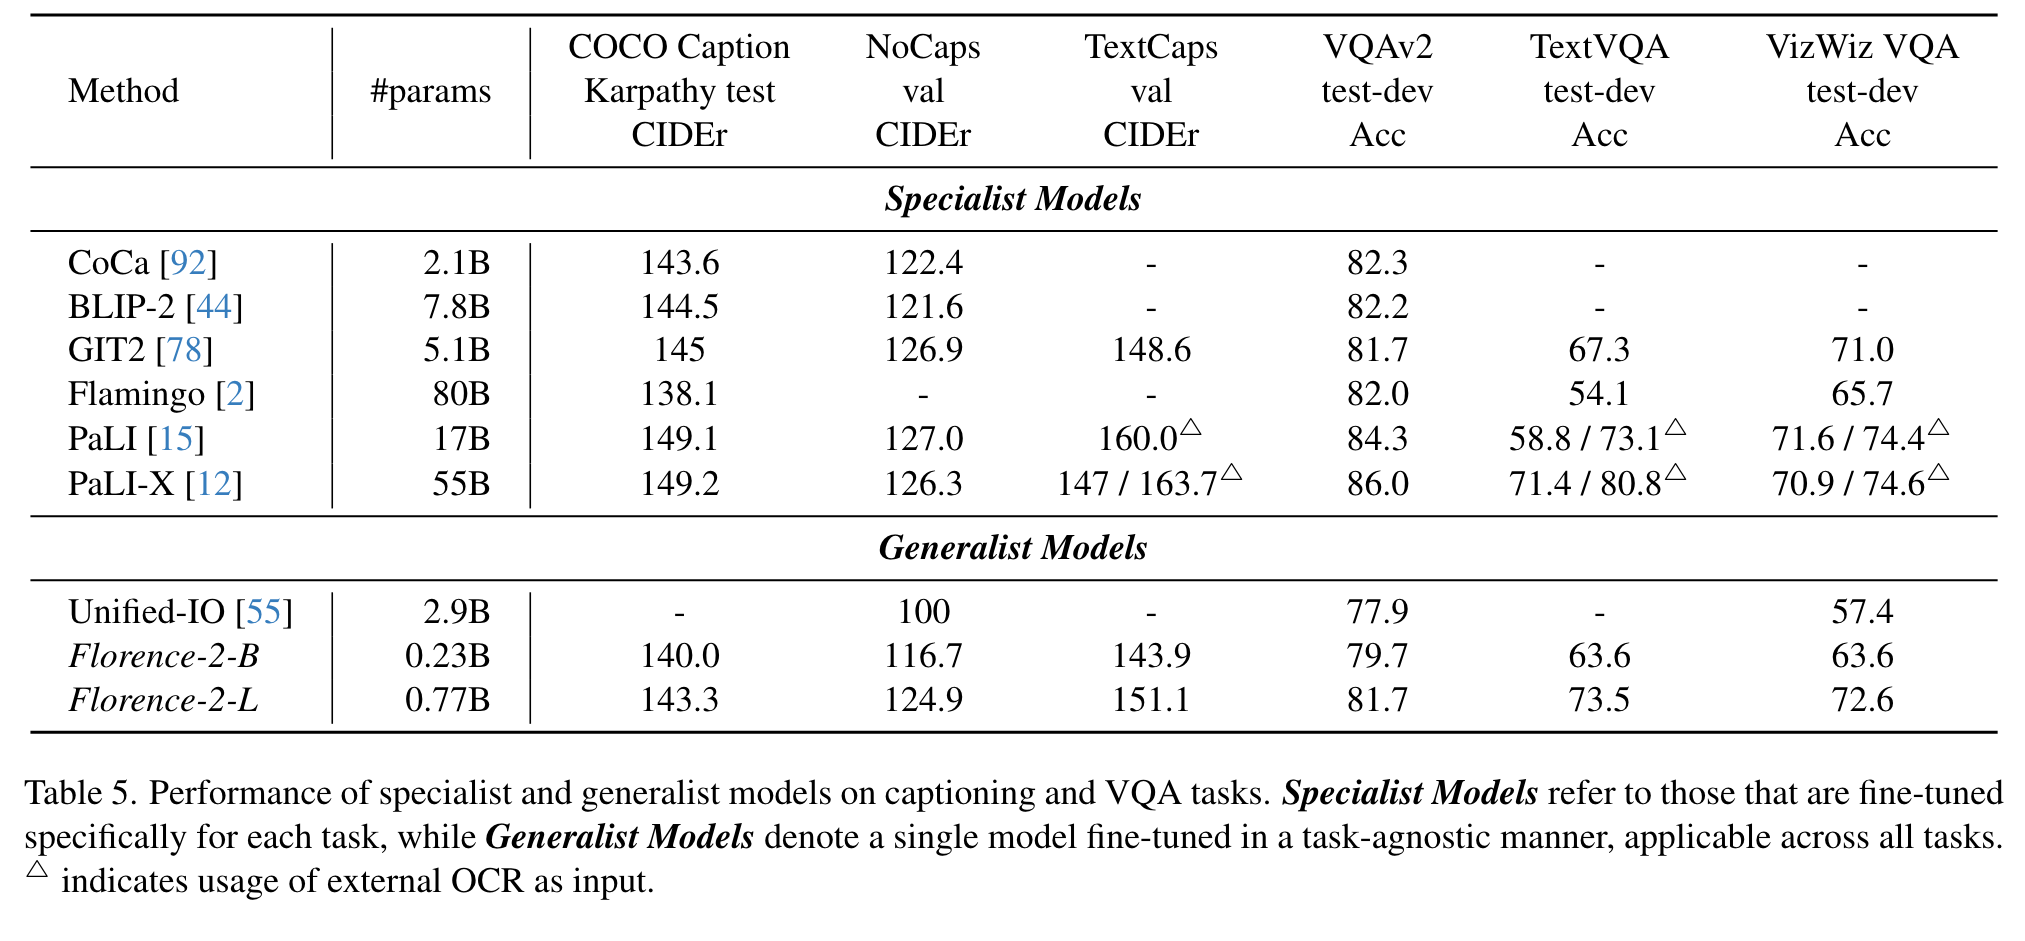 Method #params COCO Caption Karpathy test CIDEr NoCaps val CIDEr TextCaps val CIDEr VQAv2 test-dev Acc TextVQA test-dev Acc VizWiz VQA test-dev Acc
Specialist Models
CoCa [92] 2.1B 143.6 122.4 - 82.3 - -
BLIP-2 [44] 7.8B 144.5 121.6 - 82.2 - -
GIT2 [78] 5.1B 145 126.9 148.6 81.7 67.3 71.0
Flamingo [2] 80B 138.1 - - 82.0 54.1 65.7
PaLI [15] 17B 149.1 127.0 160.0△ 84.3 58.8 / 73.1△ 71.6 / 74.4△
PaLI-X [12] 55B 149.2 126.3 147 / 163.7△ 86.0 71.4 / 80.8△ 70.9 / 74.6△
Generalist Models
Unified-IO [55] 2.9B - 100 - 77.9 - 57.4
Florence-2-B 0.23B 140.0 116.7 143.9 79.7 63.6 63.6
Florence-2-L 0.77B 143.3 124.9 151.1 81.7 73.5 72.6
Table 5. Performance of specialist and generalist models on captioning and VQA tasks. Specialist Models refer to those that are fine-tuned
specifically for each task, while Generalist Models denote a single model fine-tuned in a task-agnostic manner, applicable across all tasks.
△ indicates usage of external OCR as input.